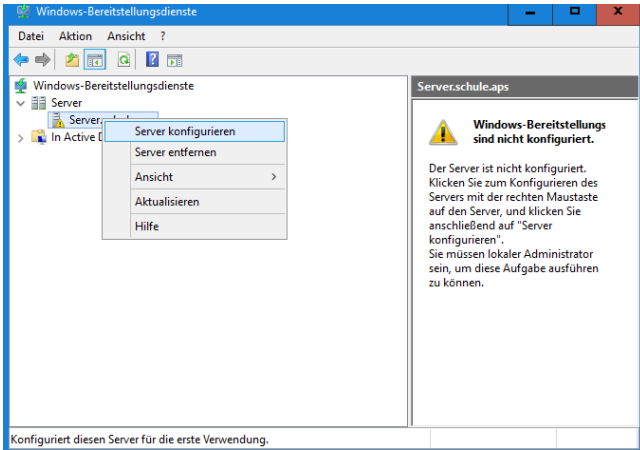 Windows-Bereitstellungsdienste
Datei Aktion Ansicht ?
Windows-Bereitstellungsdienste
Server
Server.
In Active D
Server konfigurieren
Server entfernen
Ansicht >
Aktualisieren
Hilfe
Server.schule.aps
Windows-Bereitstellungs
sind nicht konfiguriert.
Der Server ist nicht konfiguriert.
Klicken Sie zum Konfigurieren des
Servers mit der rechten Maustaste
auf den Server, und klicken Sie
anschließend auf "Server
konfigurieren".
Sie müssen lokaler Administrator
sein, um diese Aufgabe ausführen
zu können.
Konfiguriert diesen Server für die erste Verwendung.